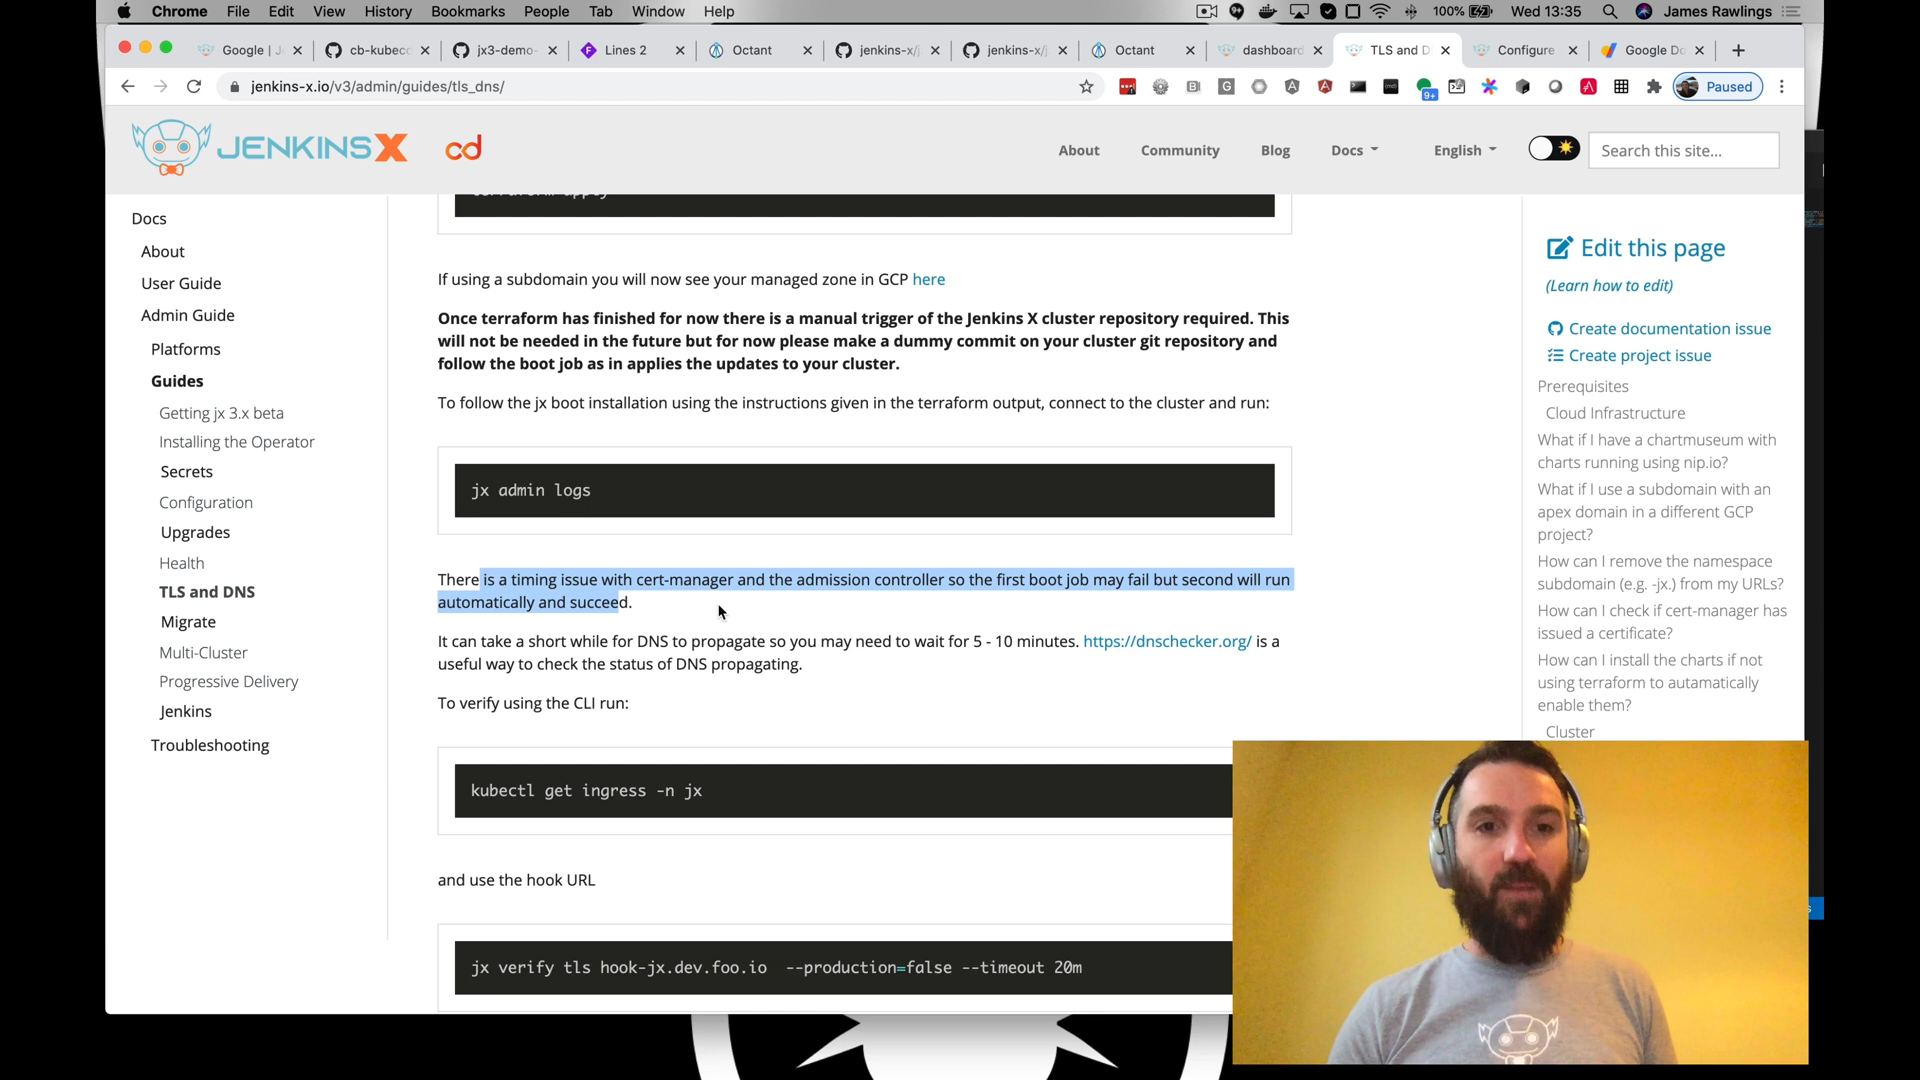 Chrome File Edit View History Bookmarks People Tab Window Help 100% Wed 13:35 James Rawlings
Google | J cb-kubec jx3-demo- Lines 2 Octant jenkins-x/j jenkins-x/j Octant dashboard TLS and D Configure Google Do
jenkins-x.io/v3/admin/guides/tls_dns/ 9+ Paused
JENKINSX cd About Community Blog Docs English Search this site...
Docs
About
User Guide
Admin Guide
Platforms
Guides
Getting jx 3.x beta
Installing the Operator
Secrets
Configuration
Upgrades
Health
TLS and DNS
Migrate
Multi-Cluster
Progressive Delivery
Jenkins
Troubleshooting
If using a subdomain you will now see your managed zone in GCP here
Once terraform has finished for now there is a manual trigger of the Jenkins X cluster repository required. This
will not be needed in the future but for now please make a dummy commit on your cluster git repository and
follow the boot job as in applies the updates to your cluster.
To follow the jx boot installation using the instructions given in the terraform output, connect to the cluster and run:
jx admin logs
There is a timing issue with cert-manager and the admission controller so the first boot job may fail but second will run
automatically and succeed.
It can take a short while for DNS to propagate so you may need to wait for 5 - 10 minutes. https://dnschecker.org/ is a
useful way to check the status of DNS propagating.
To verify using the CLI run:
kubectl get ingress -n jx
and use the hook URL
jx verify tls hook-jx.dev.foo.io --production=false --timeout 20m
Edit this page
(Learn how to edit)
Create documentation issue
Create project issue
Prerequisites
Cloud Infrastructure
What if I have a chartmuseum with
charts running using nip.io?
What if I use a subdomain with an
apex domain in a different GCP
project?
How can I remove the namespace
subdomain (e.g. -jx.) from my URLs?
How can I check if cert-manager has
issued a certificate?
How can I install the charts if not
using terraform to autamatically
enable them?
Cluster